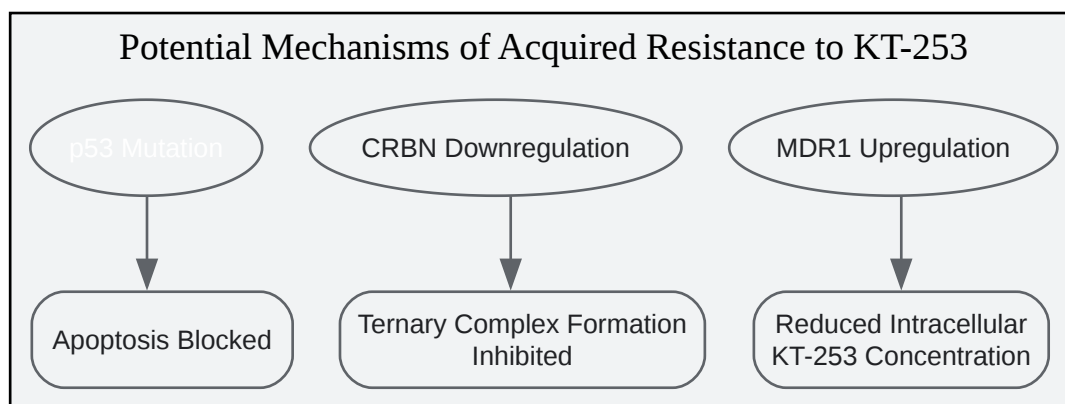 Potential Mechanisms of Acquired Resistance to KT-253
p53 Mutation
CRBN Downregulation
MDR1 Upregulation
Apoptosis Blocked
Ternary Complex Formation
Inhibited
Reduced Intracellular
KT-253 Concentration